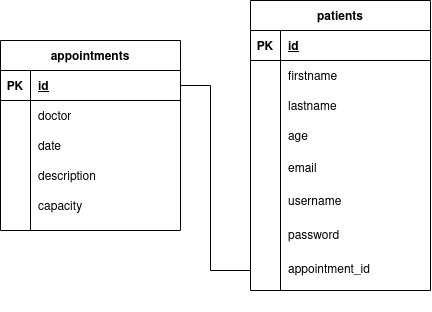 appointments
PK id
doctor
date
description
capacity
patients
PK id
firstname
lastname
age
email
username
password
appointment_id